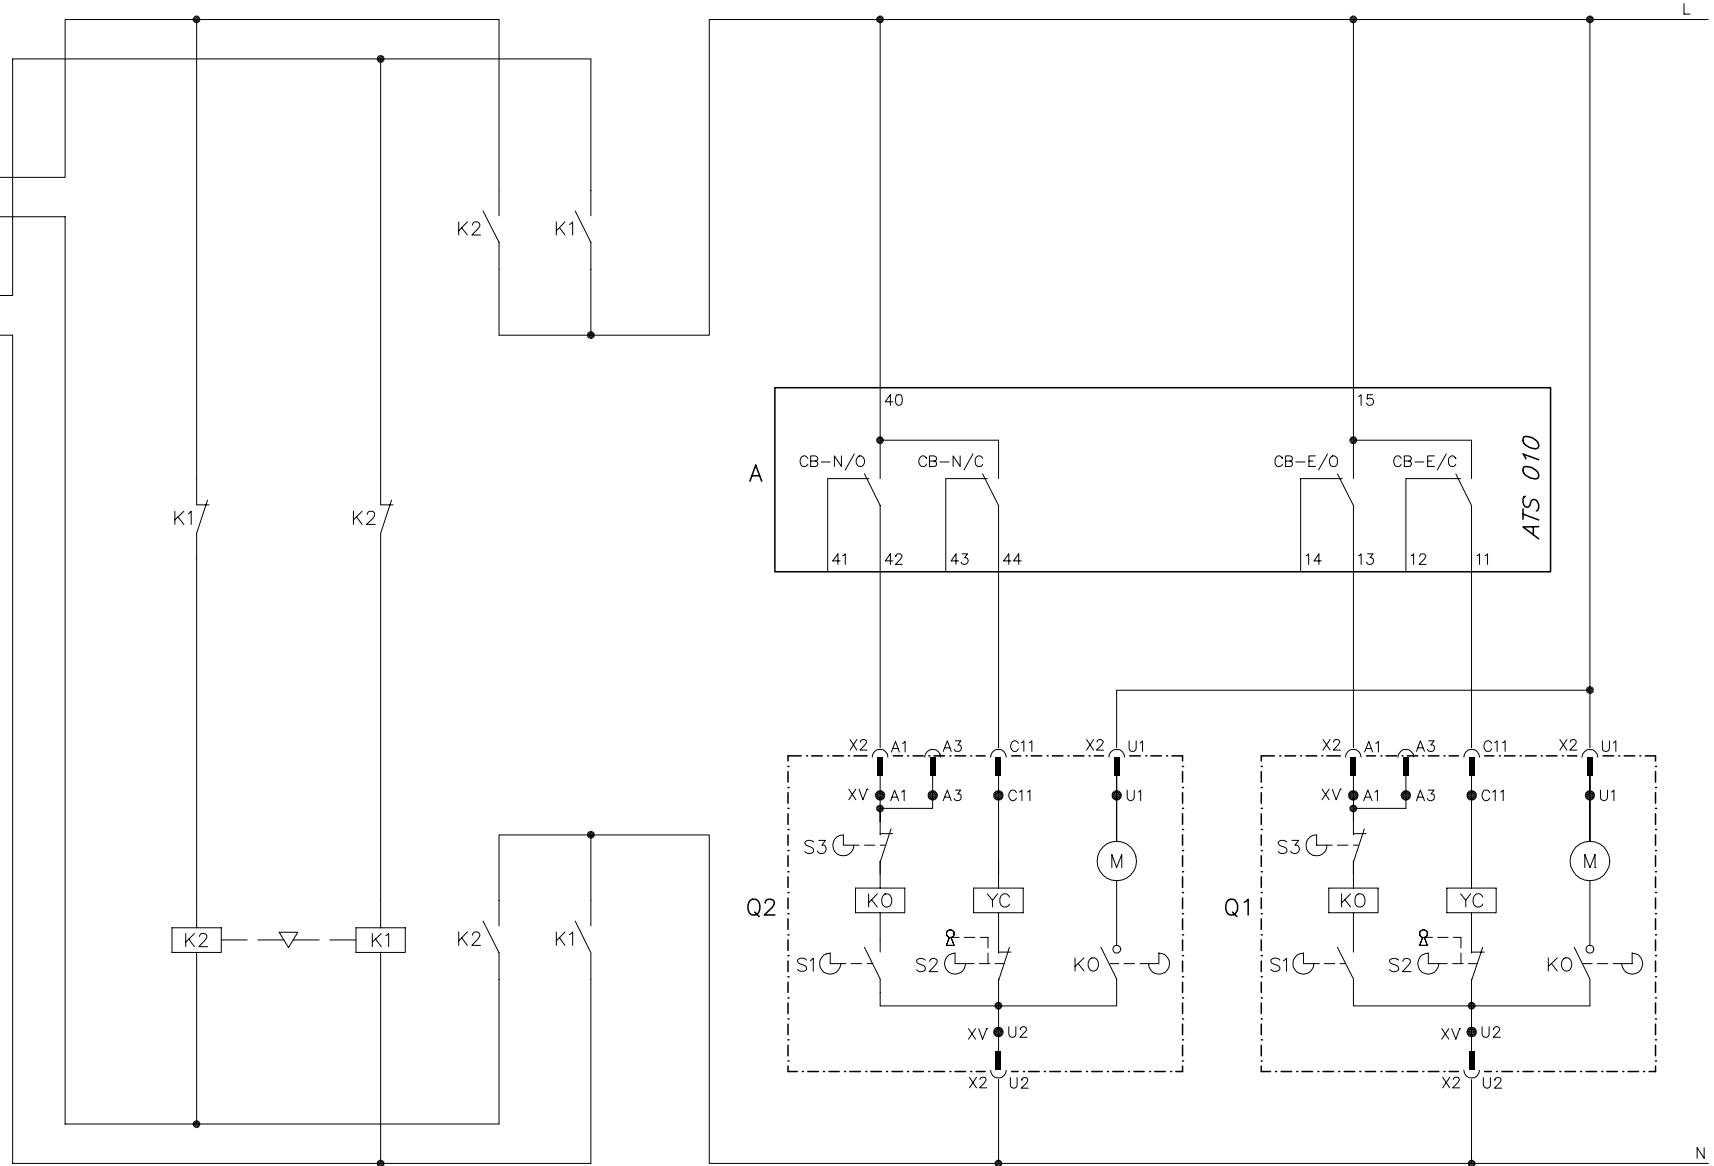 L
K2 K1
40 15
CB-N/O CB-N/C CB-E/O CB-E/C
A
ATS 010
K1 K2
41 42 43 44 14 13 12 11
X2 A1 A3 C11 X2 U1 X2 A1 A3 C11 X2 U1
XV A1 A3 C11 U1 XV A1 A3 C11 U1
S3 M S3 M
Q2 KO YC Q1 KO YC
K2 K1 K2 K1
S1 S2 KO S1 S2 KO
XV U2 XV U2
X2 U2 X2 U2
N